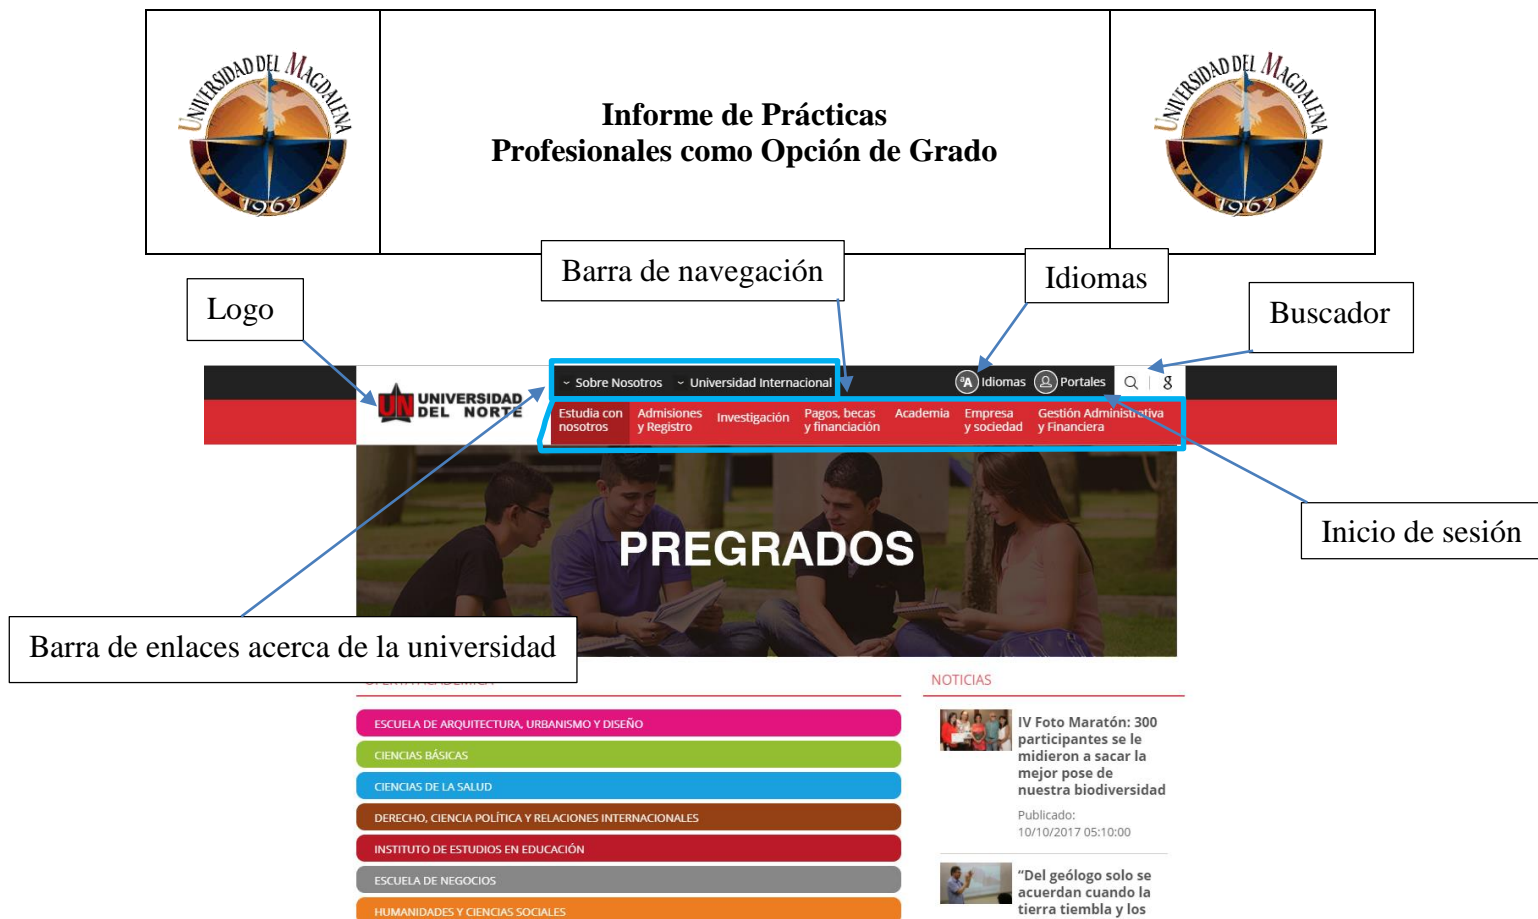 UNIVERSIDAD DEL MAGDALENA
1962
Informe de Prácticas
Profesionales como Opción de Grado
UNIVERSIDAD DEL MAGDALENA
1962
Barra de navegación
Idiomas
Logo
Buscador
Sobre Nosotros
Universidad Internacional
Idiomas
Portales
UN UNIVERSIDAD
DEL NORTE
Estudia con
nosotros
Admisiones
y Registro
Investigación
Pagos, becas
y financiación
Academia
Empresa
y sociedad
Gestión Administrativa
y Financiera
PREGRADOS
Inicio de sesión
Barra de enlaces acerca de la universidad
NOTICIAS
ESCUELA DE ARQUITECTURA, URBANISMO Y DISEÑO
CIENCIAS BÁSICAS
CIENCIAS DE LA SALUD
DERECHO, CIENCIA POLÍTICA Y RELACIONES INTERNACIONALES
INSTITUTO DE ESTUDIOS EN EDUCACIÓN
ESCUELA DE NEGOCIOS
HUMANIDADES Y CIENCIAS SOCIALES
IV Foto Maratón: 300
participantes se le
midieron a sacar la
mejor pose de
nuestra biodiversidad
Publicado:
10/10/2017 05:10:00
“Del geólogo solo se
acuerdan cuando la
tierra tiembla y los